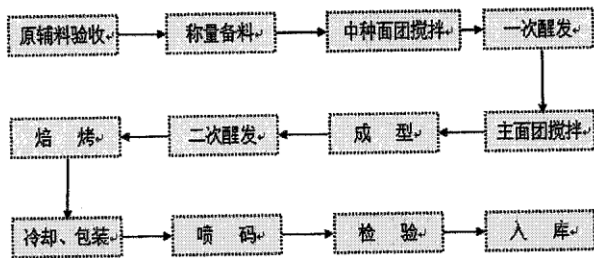 原辅料验收 称量备料 中种面团搅拌 一次醒发
焙 烤 二次醒发 成 型 主面团搅拌
冷却、包装 喷 码 检 验 入 库